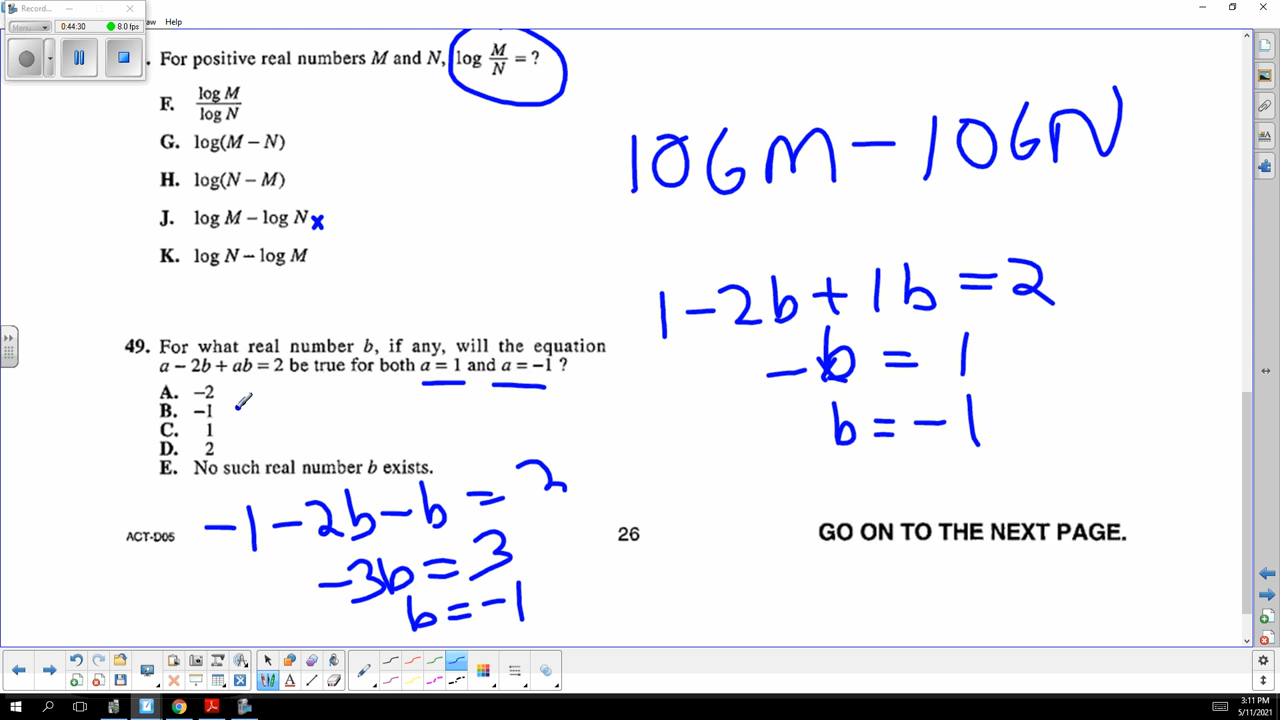 Record...
Menu
0:44:30
8.0 fps
aw Help
. For positive real numbers M and N, log M/N = ?
F. log M / log N
G. log(M − N)
H. log(N − M)
J. log M − log N x
K. log N − log M
log M − log N
1 − 2b + 1b = 2
− b = 1
b = − 1
49. For what real number b, if any, will the equation
a − 2b + ab = 2 be true for both a = 1 and a = −1 ?
A. −2
B. −1
C. 1
D. 2
E. No such real number b exists.
−1 − 2b − b = 2
−3b = 3
b = −1
ACT-D05
26
GO ON TO THE NEXT PAGE.
3:11 PM
5/11/2021